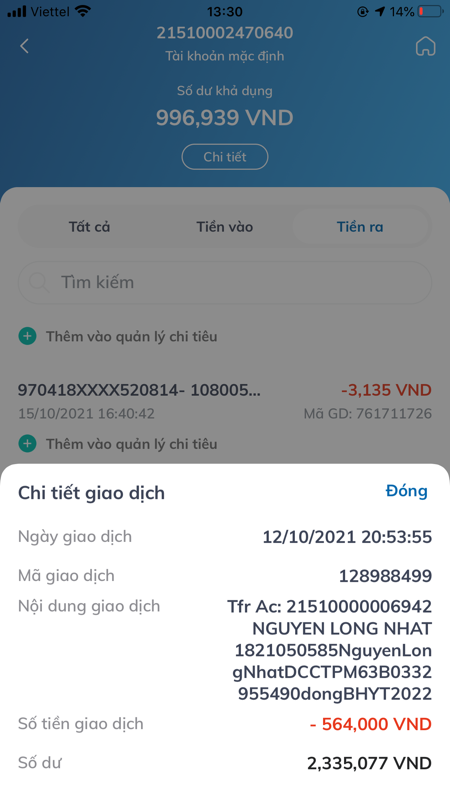 Viettel 13:30 14%
21510002470640
Tài khoản mặc định
Số dư khả dụng
996,939 VND
Chi tiết
Tất cả Tiền vào Tiền ra
Tìm kiếm
Thêm vào quản lý chi tiêu
970418XXXX520814- 108005... -3,135 VND
15/10/2021 16:40:42 Mã GD: 761711726
Thêm vào quản lý chi tiêu
Chi tiết giao dịch Đóng
Ngày giao dịch 12/10/2021 20:53:55
Mã giao dịch 128988499
Nội dung giao dịch Tfr Ac: 21510000006942
NGUYEN LONG NHAT
1821050585NguyenLon
gNhatDCCTPM63B0332
955490dongBHYT2022
Số tiền giao dịch - 564,000 VND
Số dư 2,335,077 VND